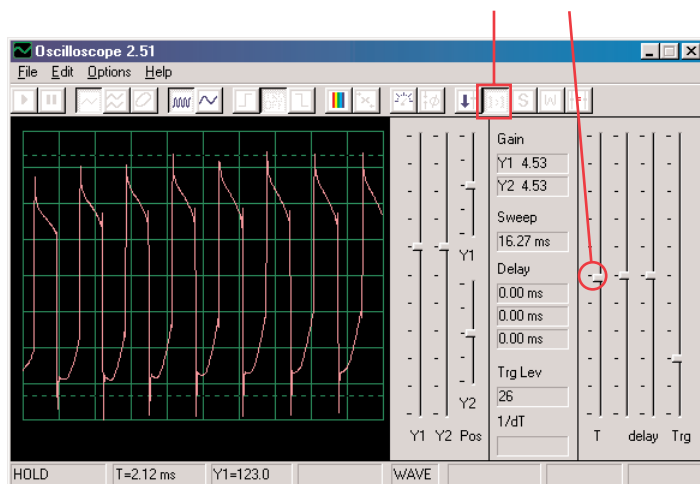 Oscilloscope 2.51
File Edit Options Help
1:1 S W
Gain
Y1 4.53
Y2 4.53
Sweep
16.27 ms
Delay
0.00 ms
0.00 ms
0.00 ms
Trg Lev
26
1/dT
Y1
Y2
Y1 Y2 Pos
T delay Trg
HOLD T=2.12 ms Y1=123.0 WAVE